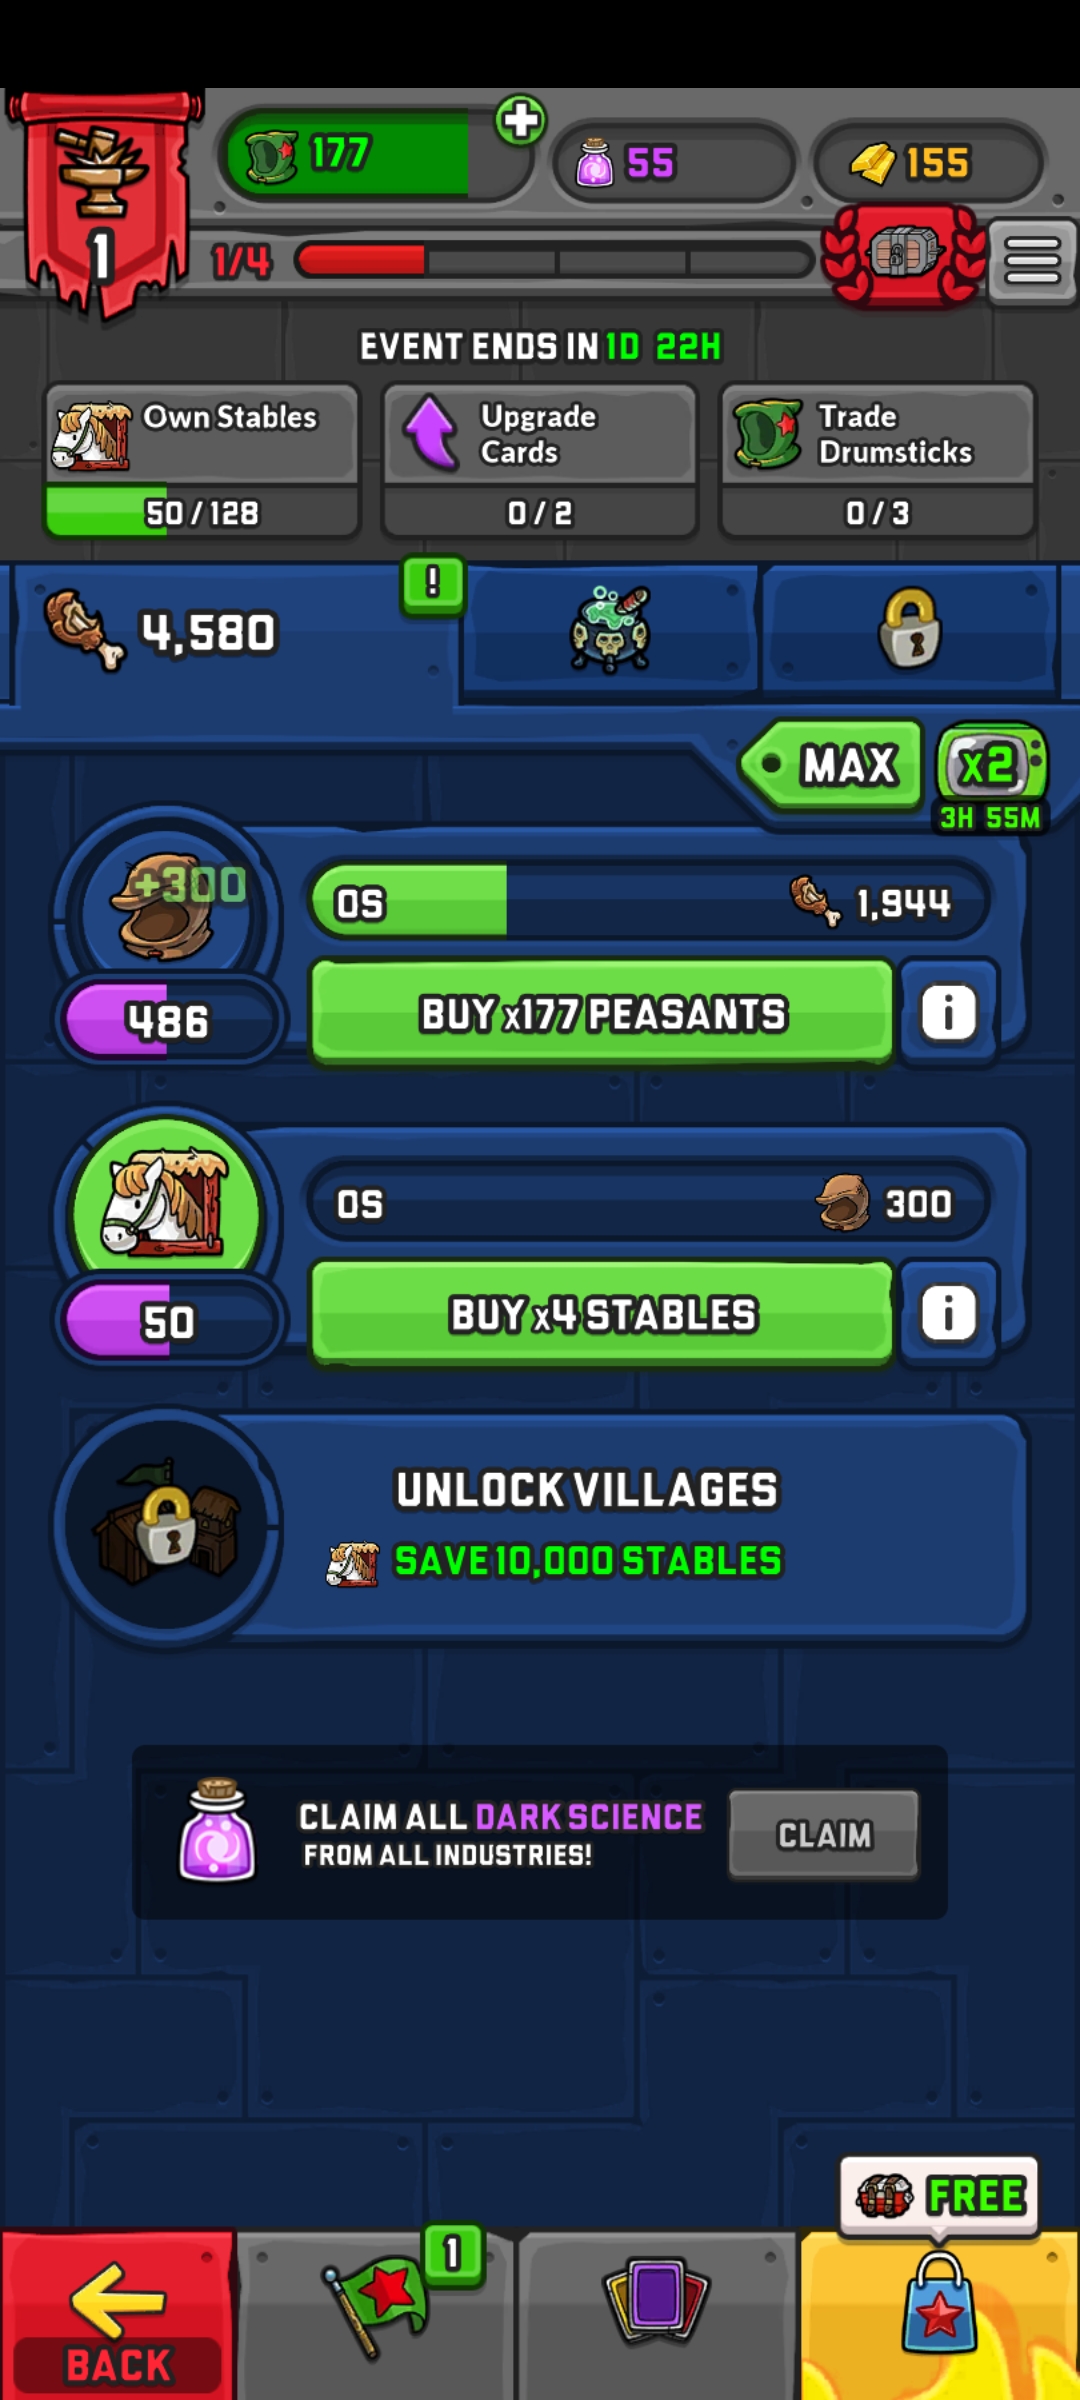 177
55
155
1
1/4
EVENT ENDS IN 1D 22H
Own Stables
50 / 128
Upgrade
Cards
0 / 2
Trade
Drumsticks
0 / 3
4,580
!
MAX
x2
3H 55M
+300
0S
1,944
486
BUY x177 PEASANTS
i
0S
300
50
BUY x4 STABLES
i
UNLOCK VILLAGES
SAVE 10,000 STABLES
CLAIM ALL DARK SCIENCE
FROM ALL INDUSTRIES!
CLAIM
FREE
1
BACK